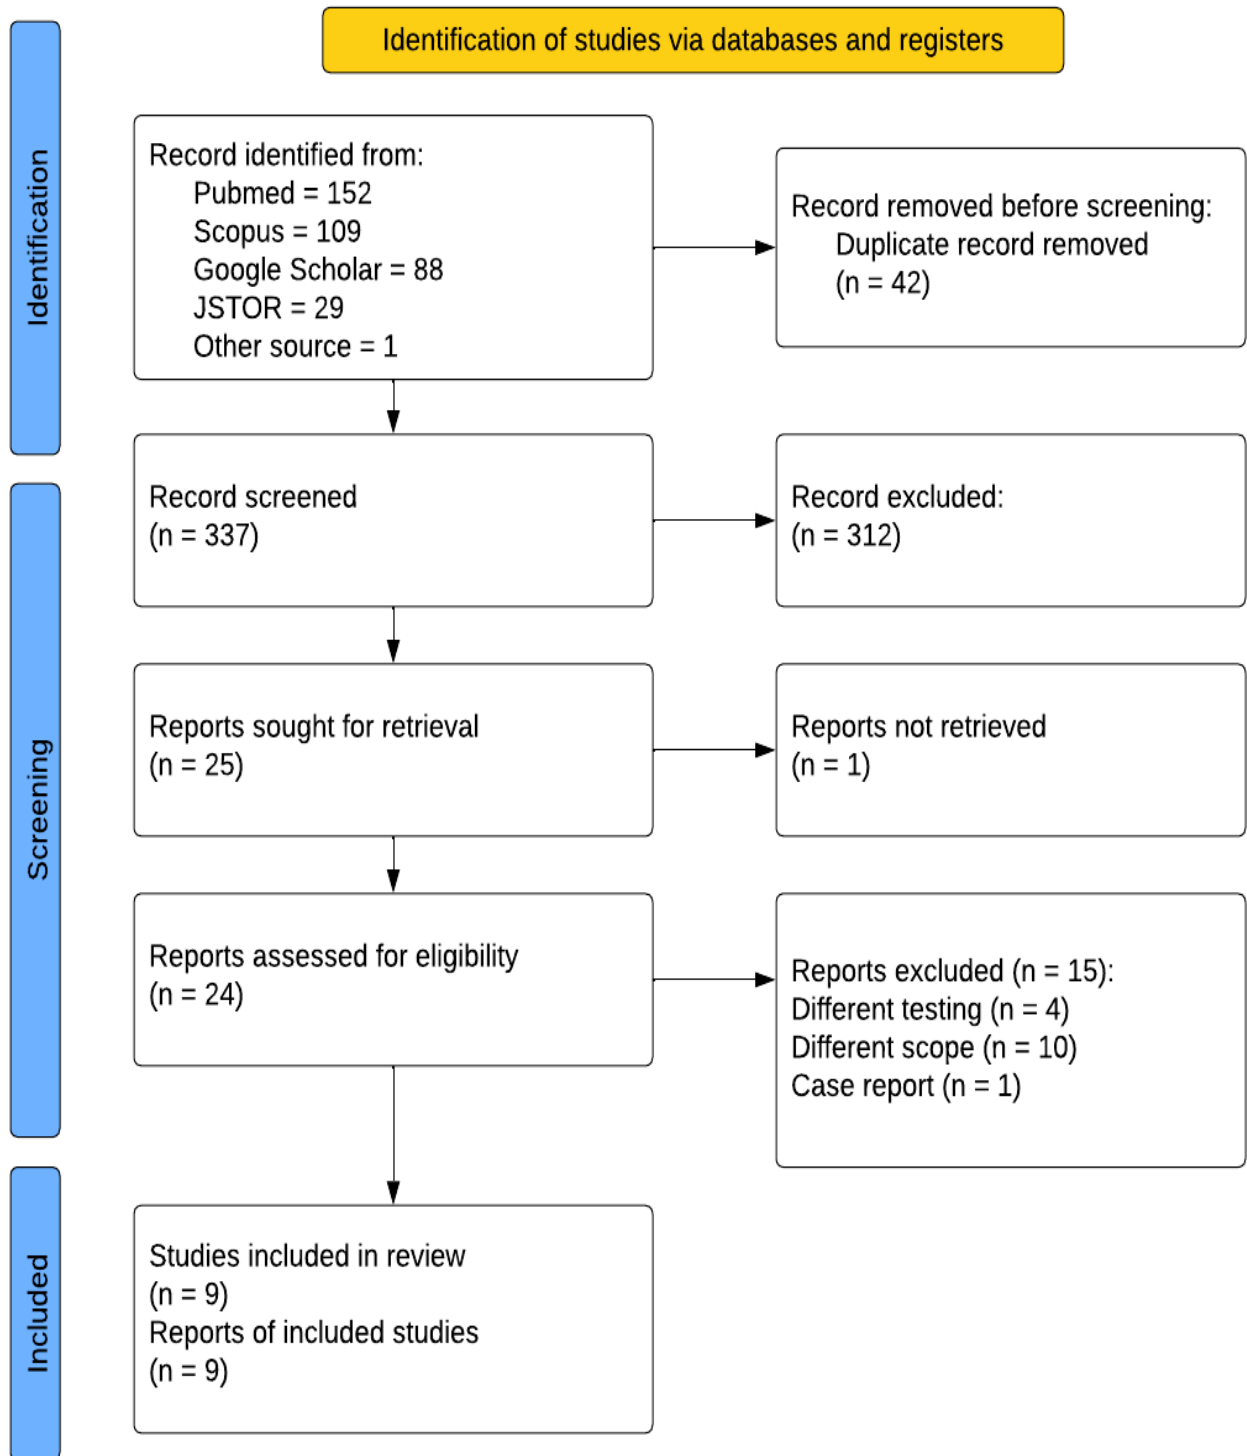 Identification of studies via databases and registers
Identification
Record identified from:
Pubmed = 152
Scopus = 109
Google Scholar = 88
JSTOR = 29
Other source = 1
Record removed before screening:
Duplicate record removed
(n = 42)
Screening
Record screened
(n = 337)
Record excluded:
(n = 312)
Reports sought for retrieval
(n = 25)
Reports not retrieved
(n = 1)
Reports assessed for eligibility
(n = 24)
Reports excluded (n = 15):
Different testing (n = 4)
Different scope (n = 10)
Case report (n = 1)
Included
Studies included in review
(n = 9)
Reports of included studies
(n = 9)